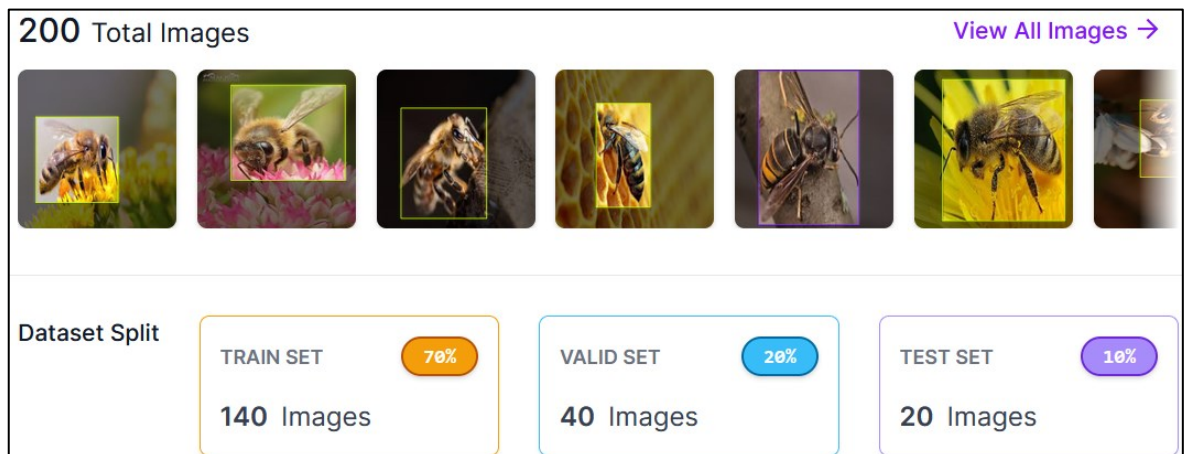 200 Total Images
View All Images →
Dataset Split
TRAIN SET
70%
140 Images
VALID SET
20%
40 Images
TEST SET
10%
20 Images